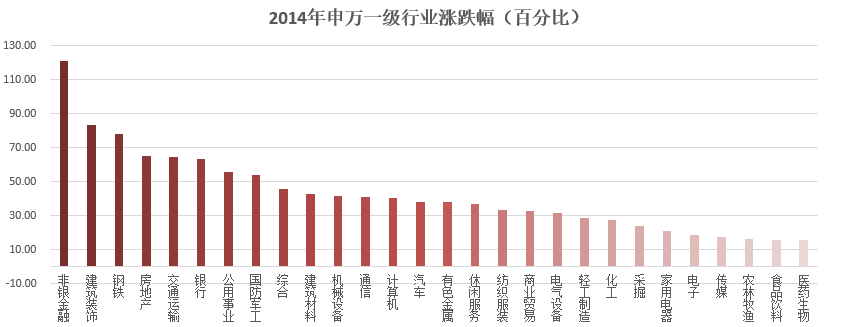 2014年申万一级行业涨跌幅（百分比）
130.00
110.00
90.00
70.00
50.00
30.00
10.00
-10.00
非银金融
建筑装饰
钢铁
房地产
交通运输
银行
公用事业
国防军工
综合
建筑材料
机械设备
通信
计算机
汽车
有色金属
休闲服务
纺织服装
商业贸易
电气设备
轻工制造
化工
采掘
家用电器
电子
传媒
农林牧渔
食品饮料
医药生物